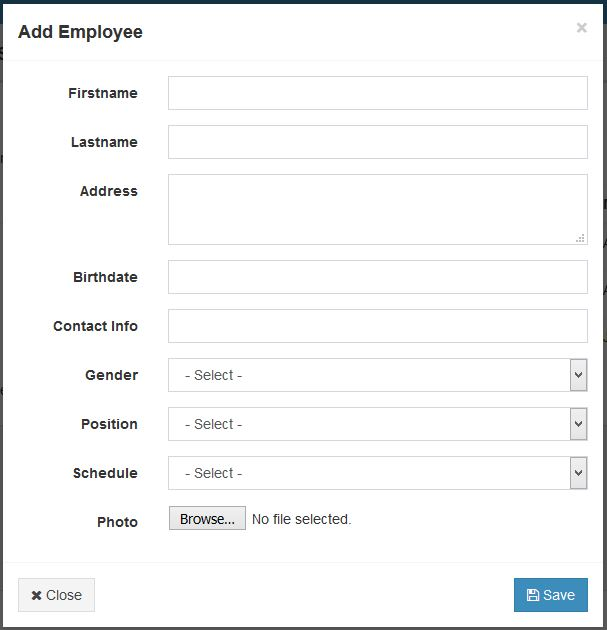 Add Employee ×
Firstname
Lastname
Address
Birthdate
Contact Info
Gender - Select -
Position - Select -
Schedule - Select -
Photo Browse... No file selected.
✖ Close Save